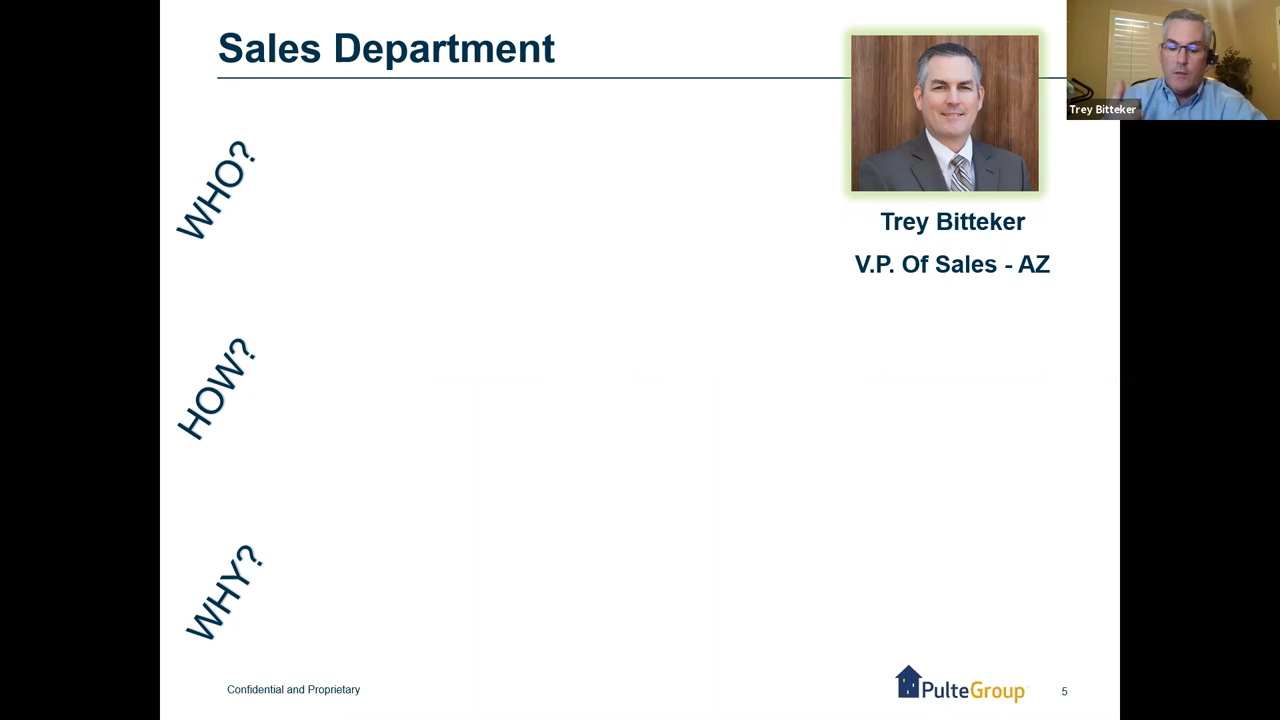 Sales Department
Trey Bitteker
WHO?
Trey Bitteker
V.P. Of Sales - AZ
HOW?
WHY?
Confidential and Proprietary
PulteGroup
5